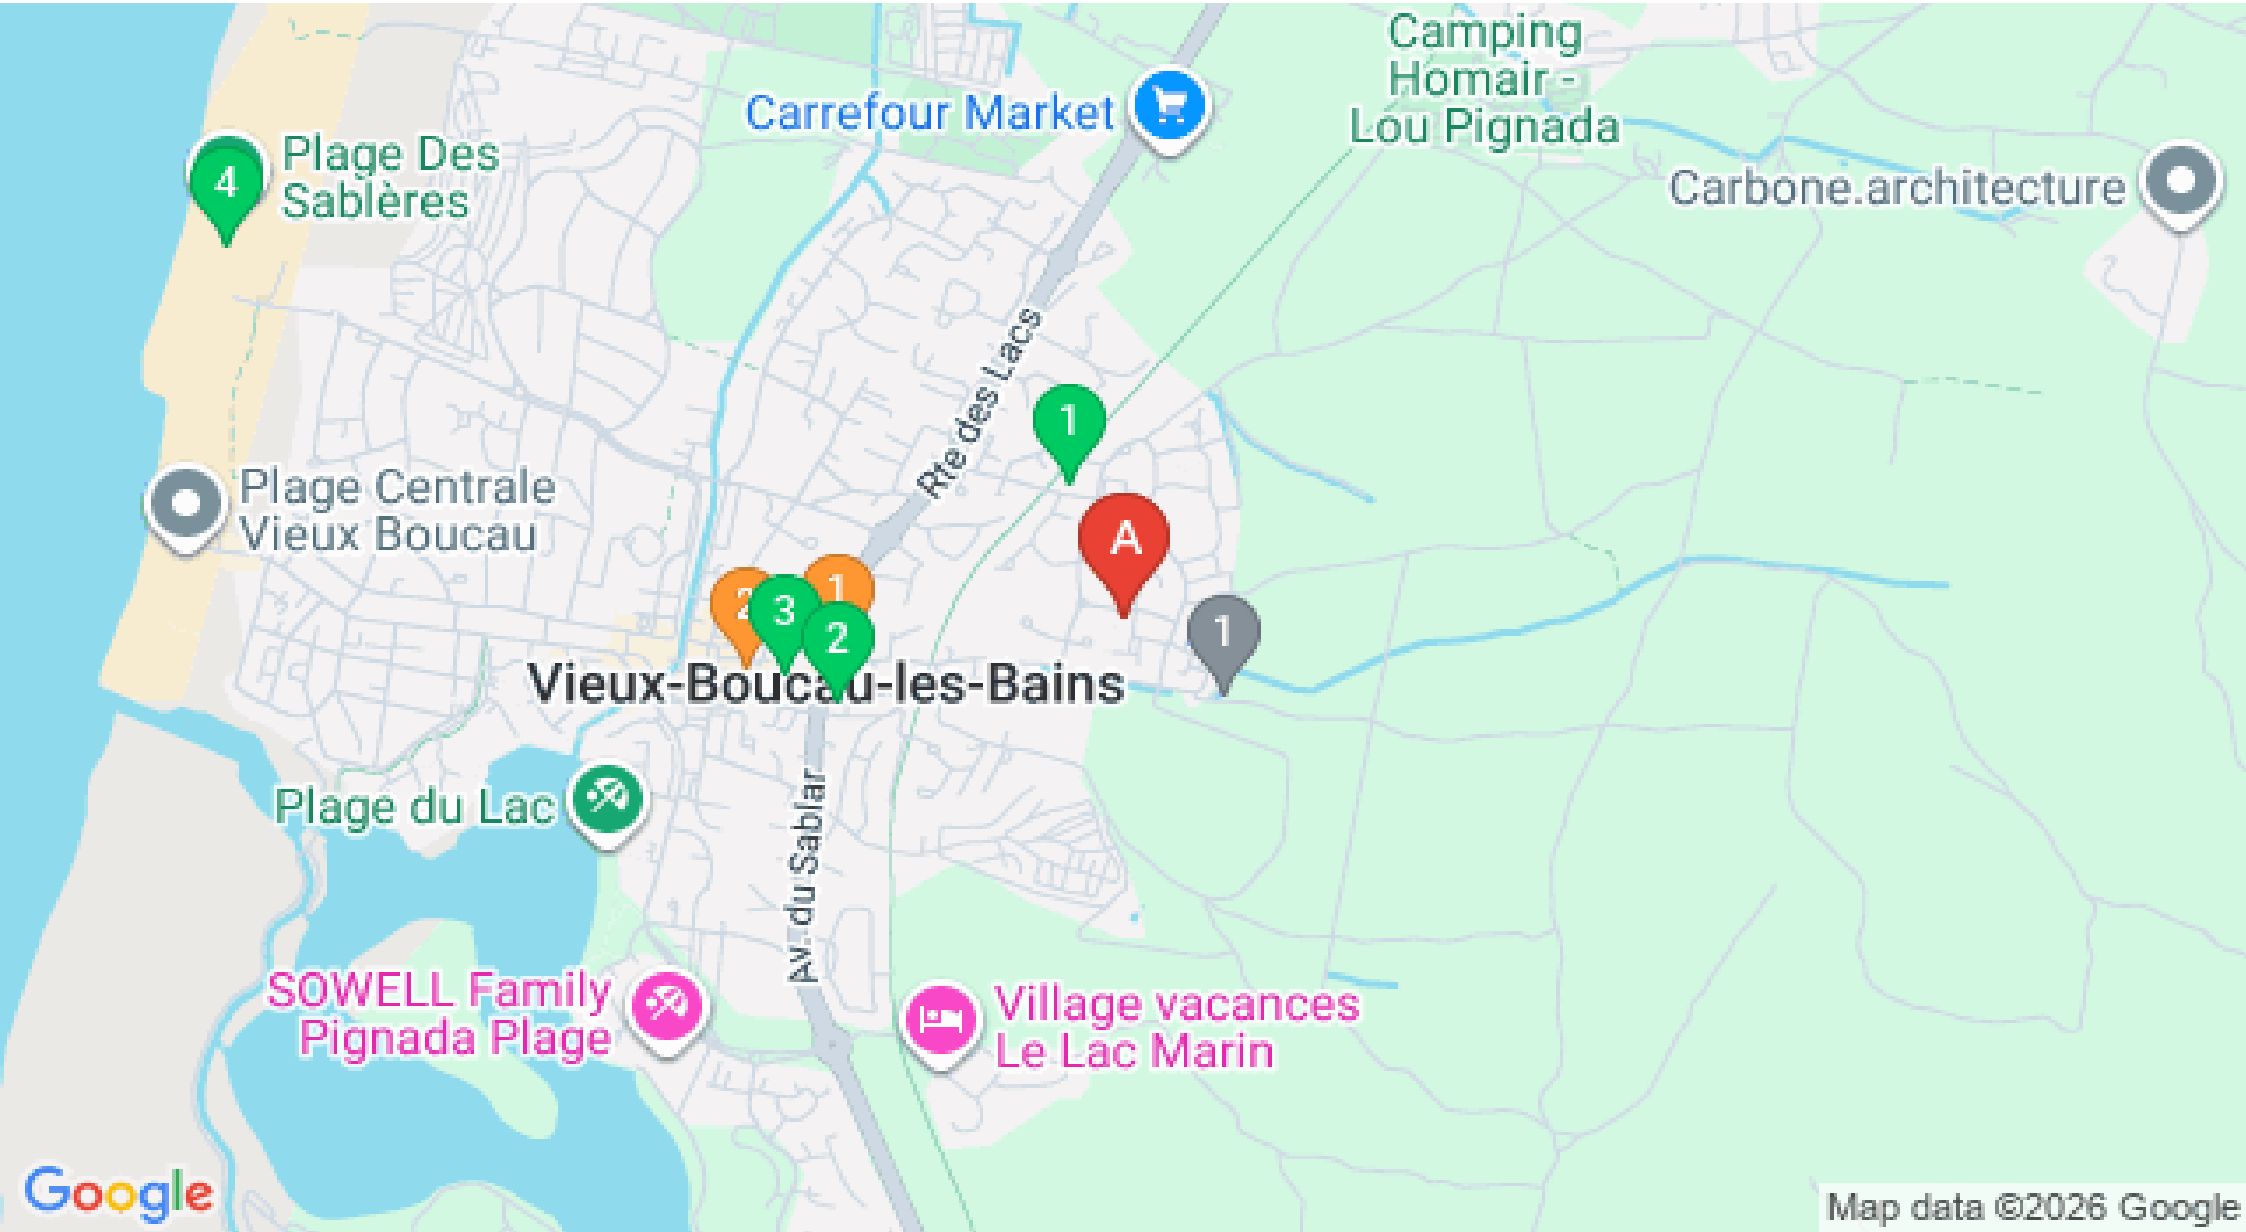 Camping
Homair -
Lou Pignada
Carrefour Market
Plage Des
Sablères
4
Carbone.architecture
Rte des Lacs
1
Plage Centrale
Vieux Boucau
A
2
3
1
2
1
Vieux-Boucau-les-Bains
Plage du Lac
Av. du Sablar
SOWELL Family
Pignada Plage
Village vacances
Le Lac Marin
Google
Map data ©2026 Google